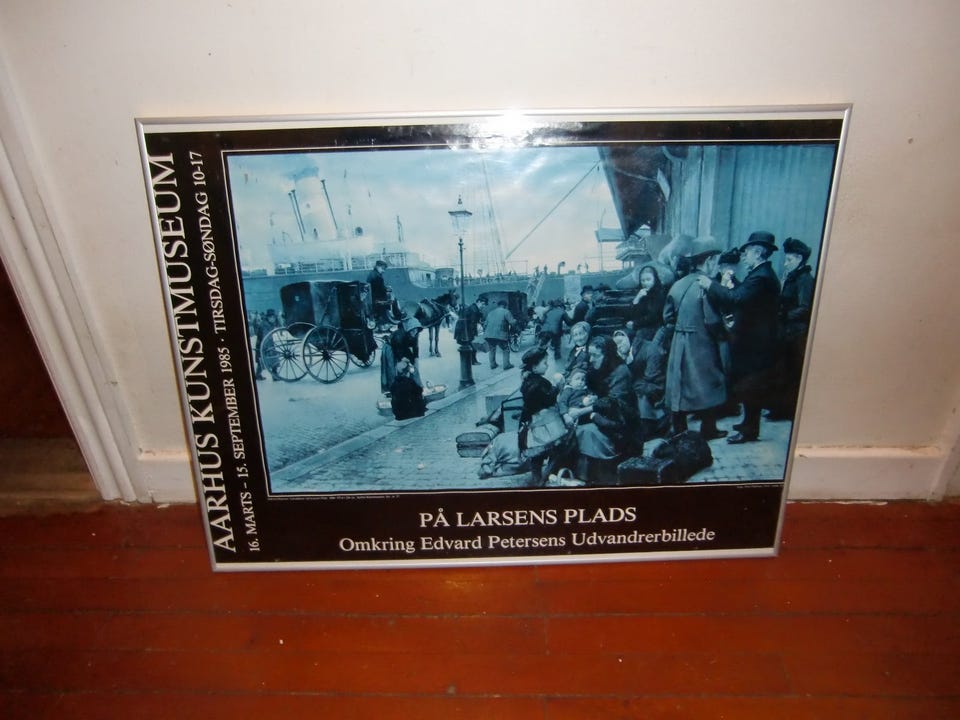 AARHUS KUNSTMUSEUM
16. MARTS - 15. SEPTEMBER 1985 · TIRSDAG-SØNDAG 10-17
PÅ LARSENS PLADS
Omkring Edvard Petersens Udvandrerbillede